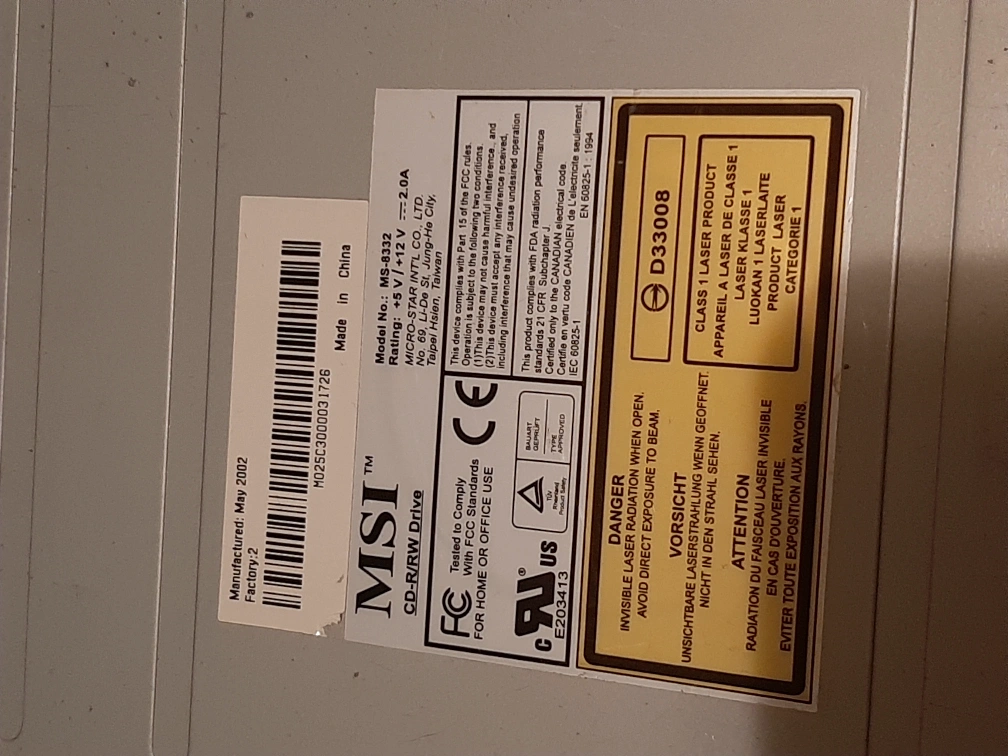 Manufactured: May 2002
Factory:2
M025C3000031726
Made in China
MSI™
CD-R/RW Drive
Model No.: MS-8332
Rating: +5 V / +12 V ⎓ 2.0A
MICRO-STAR INT'L CO., LTD.
No. 69, Li-De St, Jung-He City,
Taipei Hsien, Taiwan
FC Tested to Comply
With FCC Standards
FOR HOME OR OFFICE USE
CE
This device complies with Part 15 of the FCC rules.
Operation is subject to the following two conditions.
(1)This device may not cause harmful interference, and
(2)This device must accept any interference received,
including interference that may cause undesired operation
c RU® US
E203413
TÜV
Rheinland
Product Safety
BAUART
GEPRÜFT
TYPE
APPROVED
This product complies with FDA radiation performance
standards 21 CFR Subchapter J.
Certified only to the CANADIAN electrical code.
Certifie en vertu code CANADIEN de L'electricite seulement.
IEC 60825-1 EN 60825-1 : 1994
DANGER
INVISIBLE LASER RADIATION WHEN OPEN.
AVOID DIRECT EXPOSURE TO BEAM.
VORSICHT
UNSICHTBARE LASERSTRAHLUNG WENN GEOFFNET.
NICHT IN DEN STRAHL SEHEN.
ATTENTION
RADIATION DU FAISCEAU LASER INVISIBLE
EN CAS D'OUVERTURE.
EVITER TOUTE EXPOSITION AUX RAYONS.
D33008
CLASS 1 LASER PRODUCT
APPAREIL A LASER DE CLASSE 1
LASER KLASSE 1
LUOKAN 1 LASERLAITE
PRODUCT LASER
CATEGORIE 1